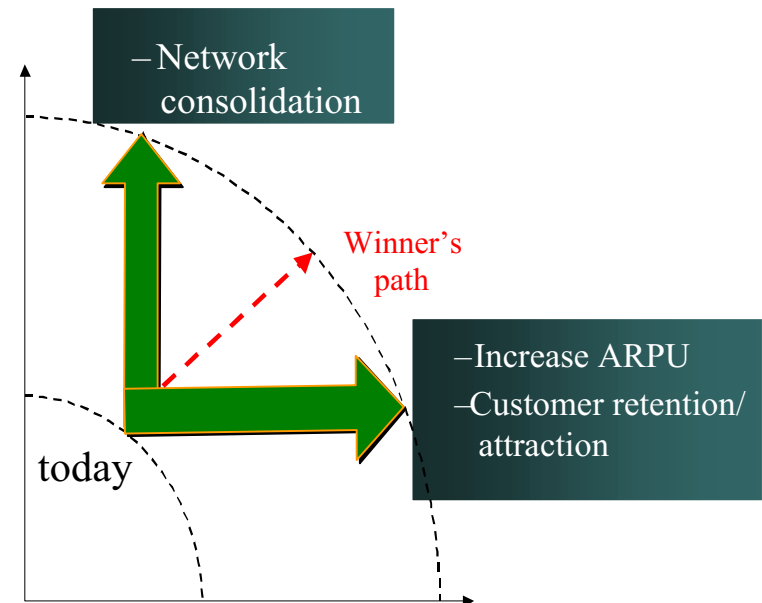 – Network
consolidation
Winner’s
path
–Increase ARPU
–Customer retention/
attraction
today